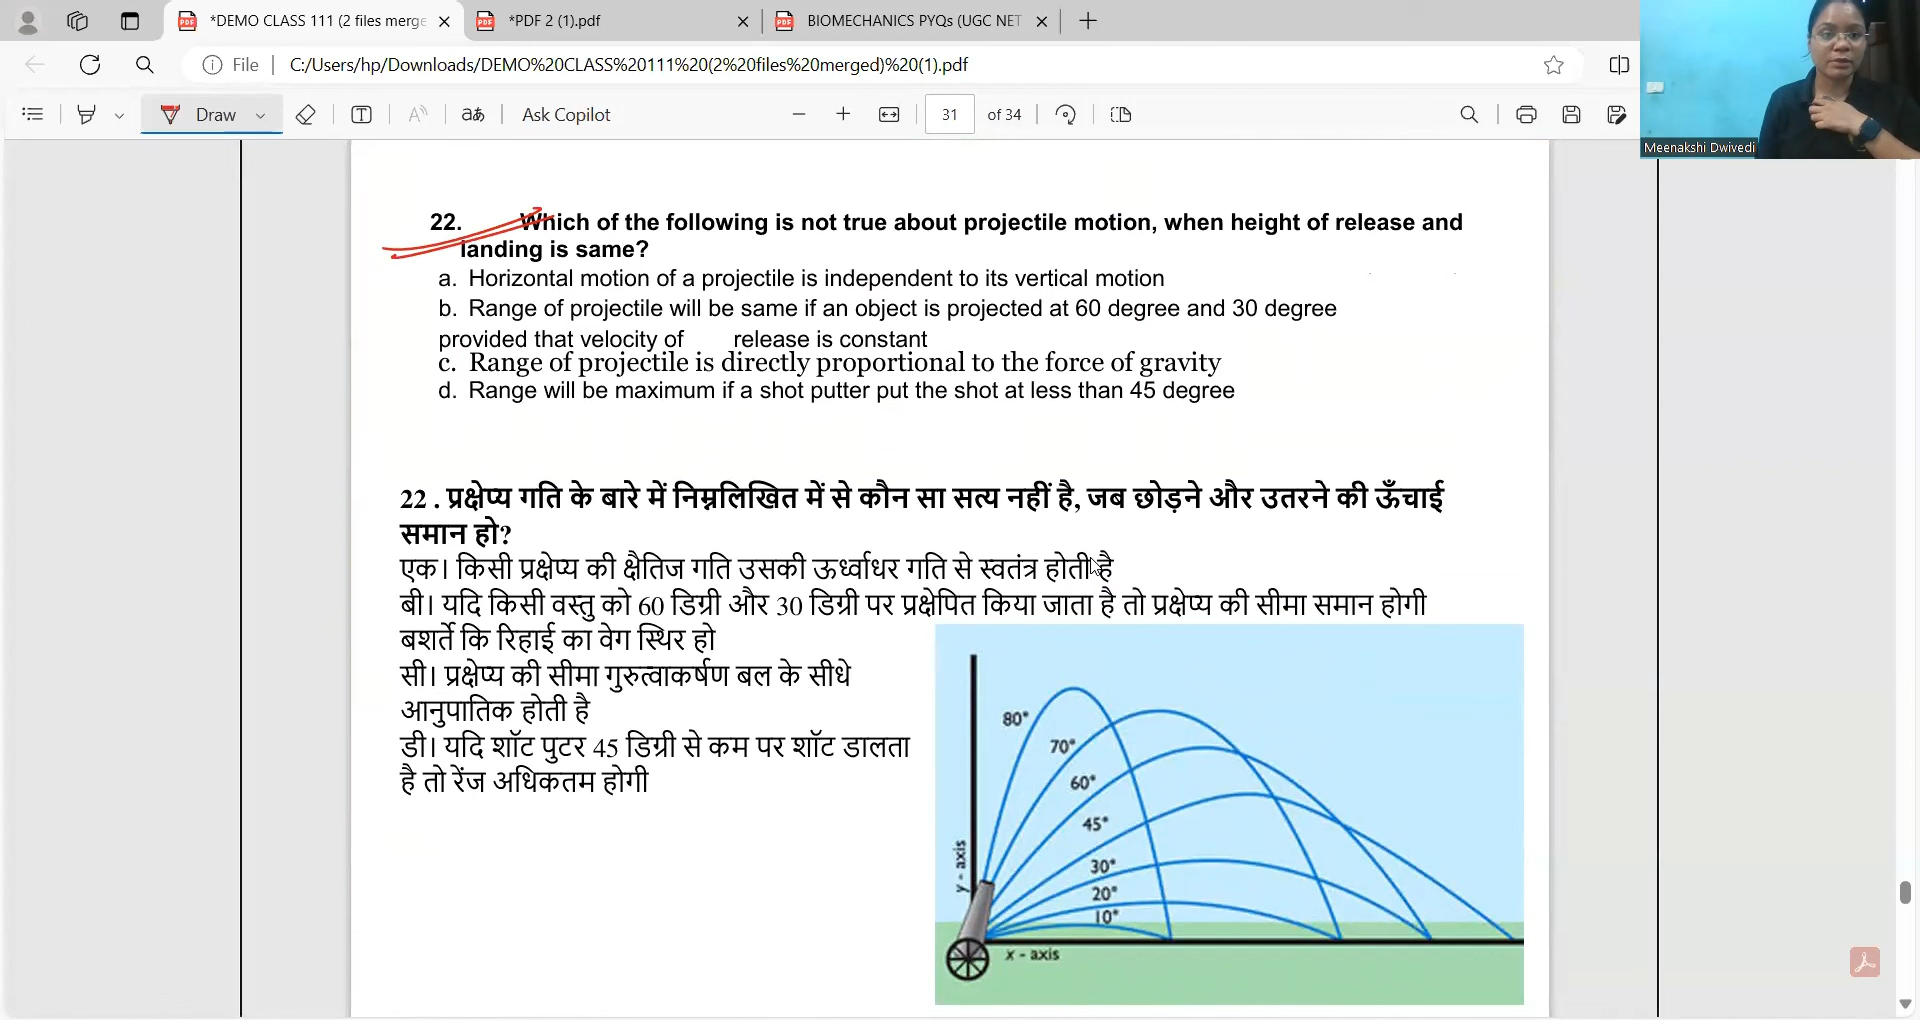 *DEMO CLASS 111 (2 files merge
*PDF 2 (1).pdf
BIOMECHANICS PYQs (UGC NET
File
C:/Users/hp/Downloads/DEMO%20CLASS%20111%20(2%20files%20merged)%20(1).pdf
Draw
Ask Copilot
31 of 34
Meenakshi Dwivedi
22. Which of the following is not true about projectile motion, when height of release and
landing is same?
a. Horizontal motion of a projectile is independent to its vertical motion
b. Range of projectile will be same if an object is projected at 60 degree and 30 degree
provided that velocity of release is constant
c. Range of projectile is directly proportional to the force of gravity
d. Range will be maximum if a shot putter put the shot at less than 45 degree
22 . प्रक्षेप्य गति के बारे में निम्नलिखित में से कौन सा सत्य नहीं है, जब छोड़ने और उतरने की ऊँचाई
समान हो?
एक। किसी प्रक्षेप्य की क्षैतिज गति उसकी ऊर्ध्वाधर गति से स्वतंत्र होती है
बी। यदि किसी वस्तु को 60 डिग्री और 30 डिग्री पर प्रक्षेपित किया जाता है तो प्रक्षेप्य की सीमा समान होगी
बशर्ते कि रिहाई का वेग स्थिर हो
सी। प्रक्षेप्य की सीमा गुरुत्वाकर्षण बल के सीधे
आनुपातिक होती है
डी। यदि शॉट पुटर 45 डिग्री से कम पर शॉट डालता
है तो रेंज अधिकतम होगी
80°
70°
60°
45°
30°
20°
10°
y - axis
x - axis